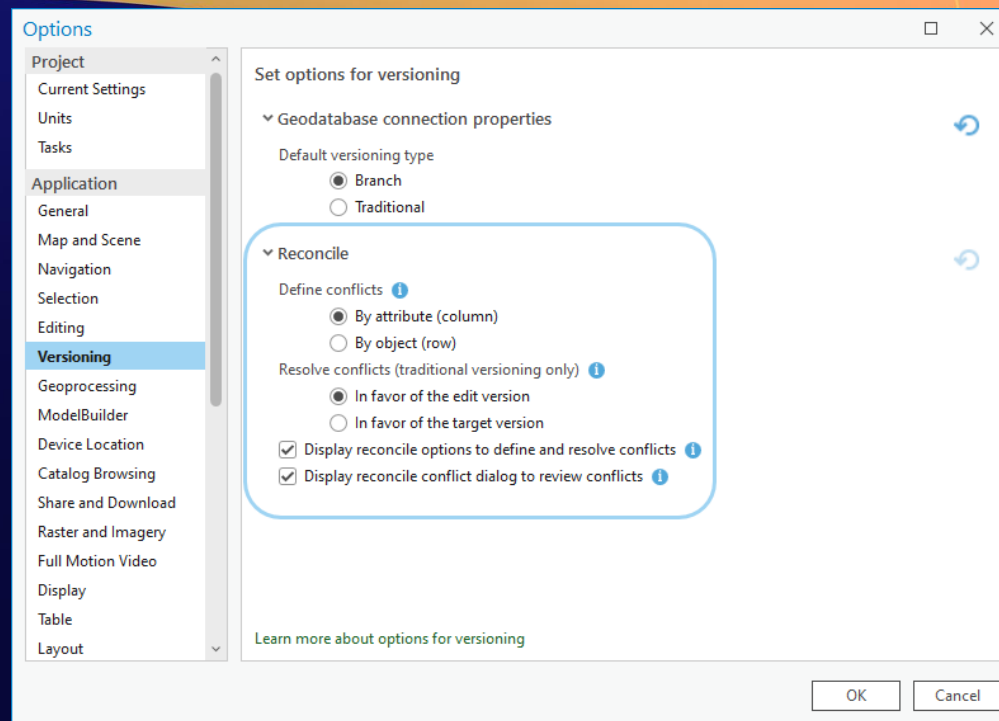 Options
Project
Current Settings
Units
Tasks
Application
General
Map and Scene
Navigation
Selection
Editing
Versioning
Geoprocessing
ModelBuilder
Device Location
Catalog Browsing
Share and Download
Raster and Imagery
Full Motion Video
Display
Table
Layout
Set options for versioning
Geodatabase connection properties
Default versioning type
Branch
Traditional
Reconcile
Define conflicts
By attribute (column)
By object (row)
Resolve conflicts (traditional versioning only)
In favor of the edit version
In favor of the target version
Display reconcile options to define and resolve conflicts
Display reconcile conflict dialog to review conflicts
Learn more about options for versioning
OK
Cancel